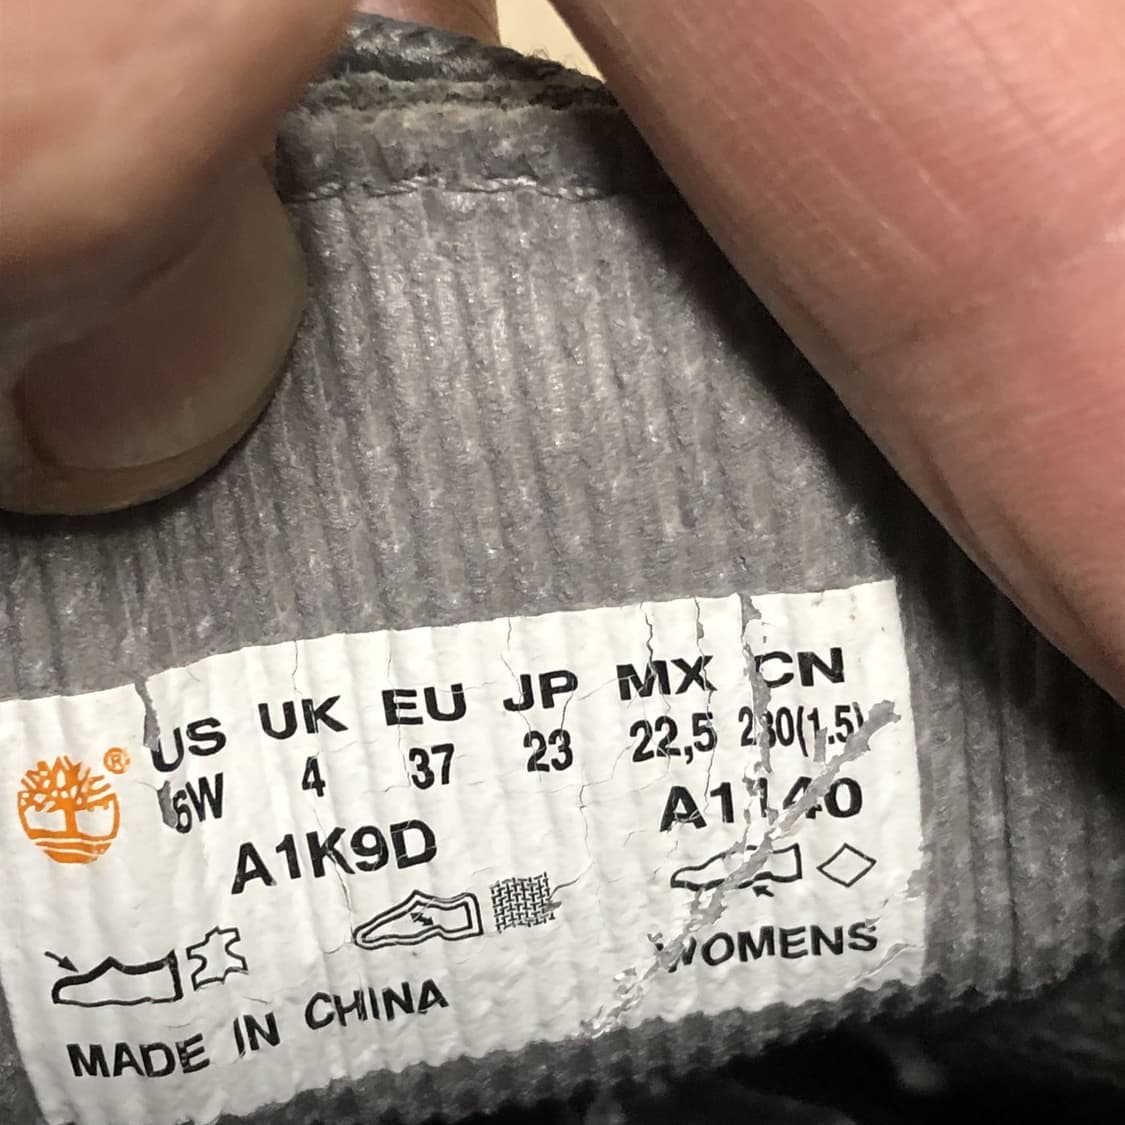 US UK EU JP MX CN
6W 4 37 23 22,5 230(1.5)
A1K9D A1140
WOMENS
MADE IN CHINA